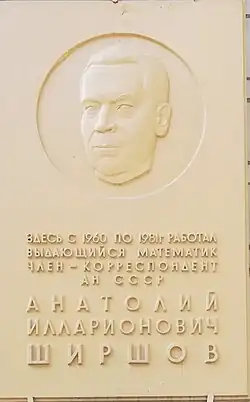 ЗДЕСЬ С 1960 ПО 1981г РАБОТАЛ
ВЫДАЮЩИЙСЯ МАТЕМАТИК
ЧЛЕН – КОРРЕСПОНДЕНТ
АН СССР
АНАТОЛИЙ
ИЛЛАРИОНОВИЧ
ШИРШОВ